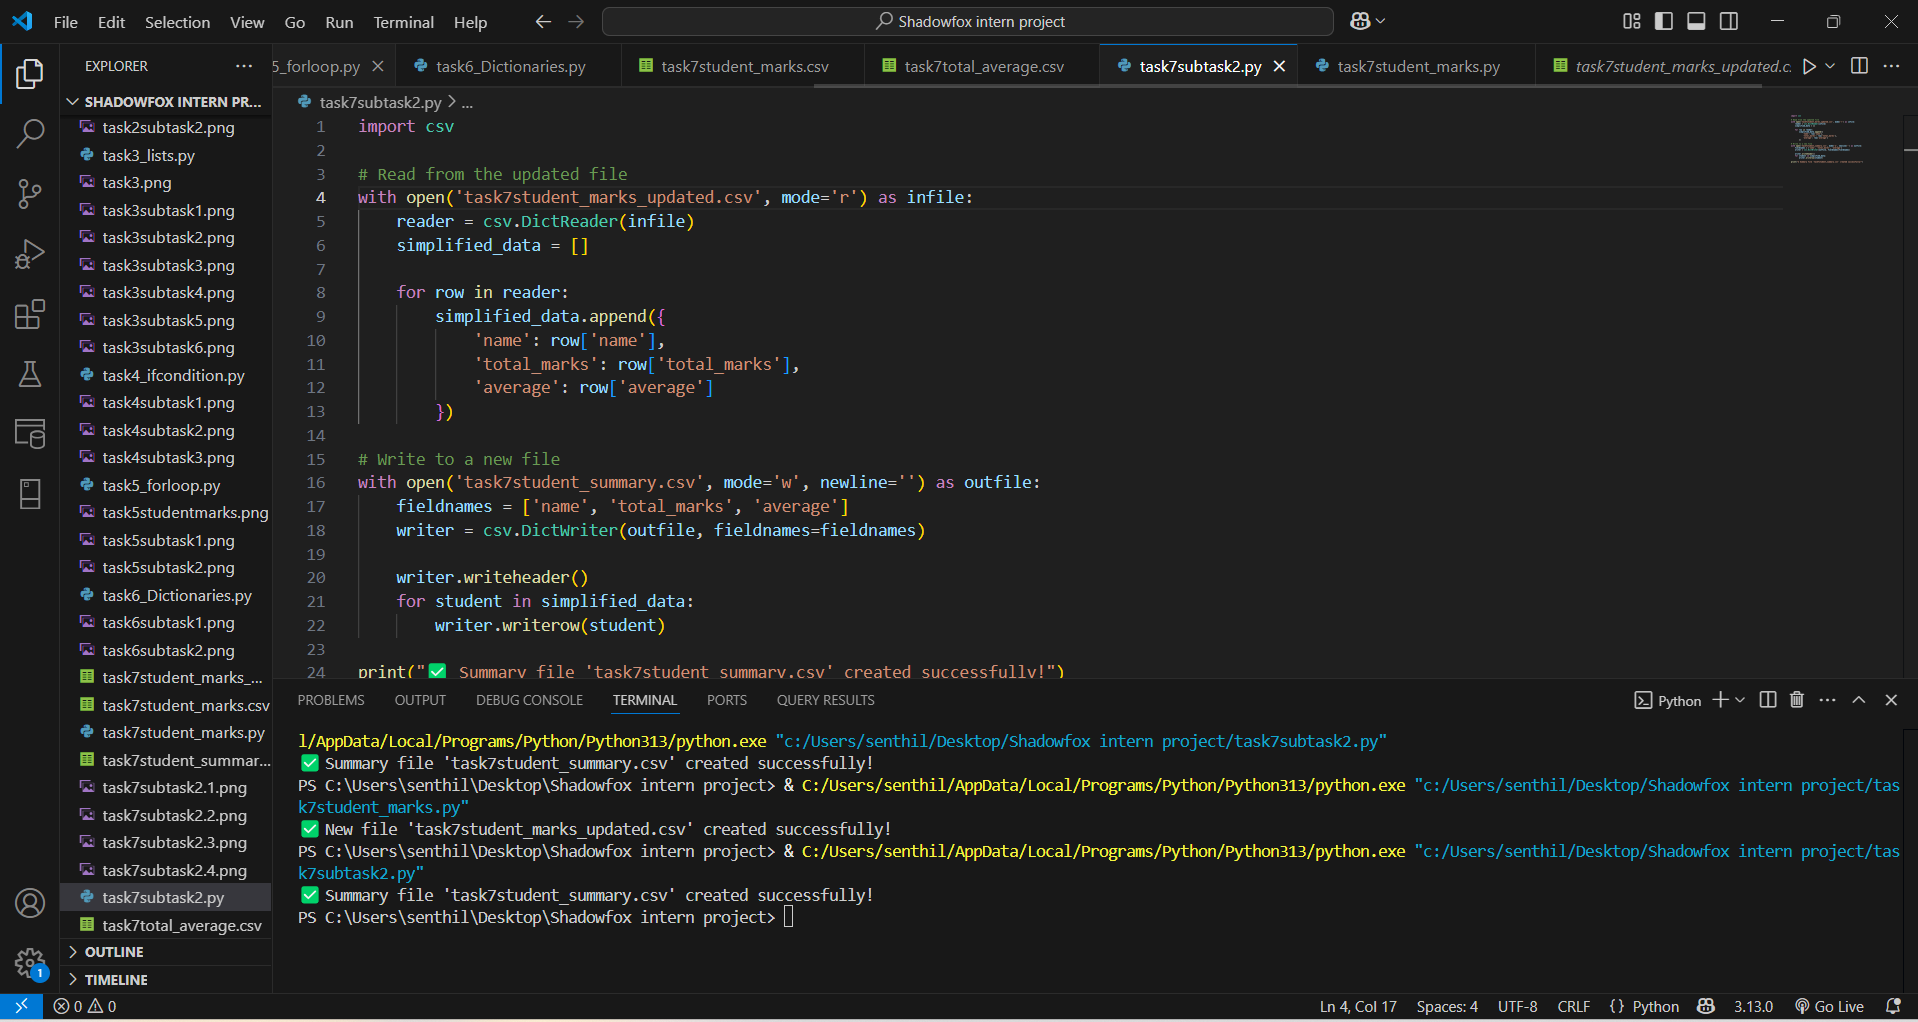 File Edit Selection View Go Run Terminal Help
Shadowfox intern project
EXPLORER
5_forloop.py
task6_Dictionaries.py
task7student_marks.csv
task7total_average.csv
task7subtask2.py
task7student_marks.py
task7student_marks_updated.c
SHADOWFOX INTERN PR...
task2subtask2.png
task3_lists.py
task3.png
task3subtask1.png
task3subtask2.png
task3subtask3.png
task3subtask4.png
task3subtask5.png
task3subtask6.png
task4_ifcondition.py
task4subtask1.png
task4subtask2.png
task4subtask3.png
task5_forloop.py
task5studentmarks.png
task5subtask1.png
task5subtask2.png
task6_Dictionaries.py
task6subtask1.png
task6subtask2.png
task7student_marks_...
task7student_marks.csv
task7student_marks.py
task7student_summar...
task7subtask2.1.png
task7subtask2.2.png
task7subtask2.3.png
task7subtask2.4.png
task7subtask2.py
task7total_average.csv
OUTLINE
TIMELINE
task7subtask2.py > ...
1 import csv
2
3 # Read from the updated file
4 with open('task7student_marks_updated.csv', mode='r') as infile:
5     reader = csv.DictReader(infile)
6     simplified_data = []
7
8     for row in reader:
9         simplified_data.append({
10             'name': row['name'],
11             'total_marks': row['total_marks'],
12             'average': row['average']
13         })
14
15 # Write to a new file
16 with open('task7student_summary.csv', mode='w', newline='') as outfile:
17     fieldnames = ['name', 'total_marks', 'average']
18     writer = csv.DictWriter(outfile, fieldnames=fieldnames)
19
20     writer.writeheader()
21     for student in simplified_data:
22         writer.writerow(student)
23
24 print("✅ Summary file 'task7student_summary.csv' created successfully!")
PROBLEMS OUTPUT DEBUG CONSOLE TERMINAL PORTS QUERY RESULTS
Python
l/AppData/Local/Programs/Python/Python313/python.exe "c:/Users/senthil/Desktop/Shadowfox intern project/task7subtask2.py"
✅ Summary file 'task7student_summary.csv' created successfully!
PS C:\Users\senthil\Desktop\Shadowfox intern project> & C:/Users/senthil/AppData/Local/Programs/Python/Python313/python.exe "c:/Users/senthil/Desktop/Shadowfox intern project/tas
k7student_marks.py"
✅ New file 'task7student_marks_updated.csv' created successfully!
PS C:\Users\senthil\Desktop\Shadowfox intern project> & C:/Users/senthil/AppData/Local/Programs/Python/Python313/python.exe "c:/Users/senthil/Desktop/Shadowfox intern project/tas
k7subtask2.py"
✅ Summary file 'task7student_summary.csv' created successfully!
PS C:\Users\senthil\Desktop\Shadowfox intern project>
1
0 0
Ln 4, Col 17 Spaces: 4 UTF-8 CRLF {} Python 3.13.0 Go Live